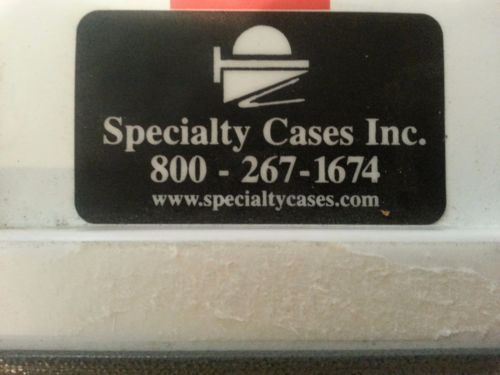 Specialty Cases Inc.
800 - 267-1674
www.specialtycases.com